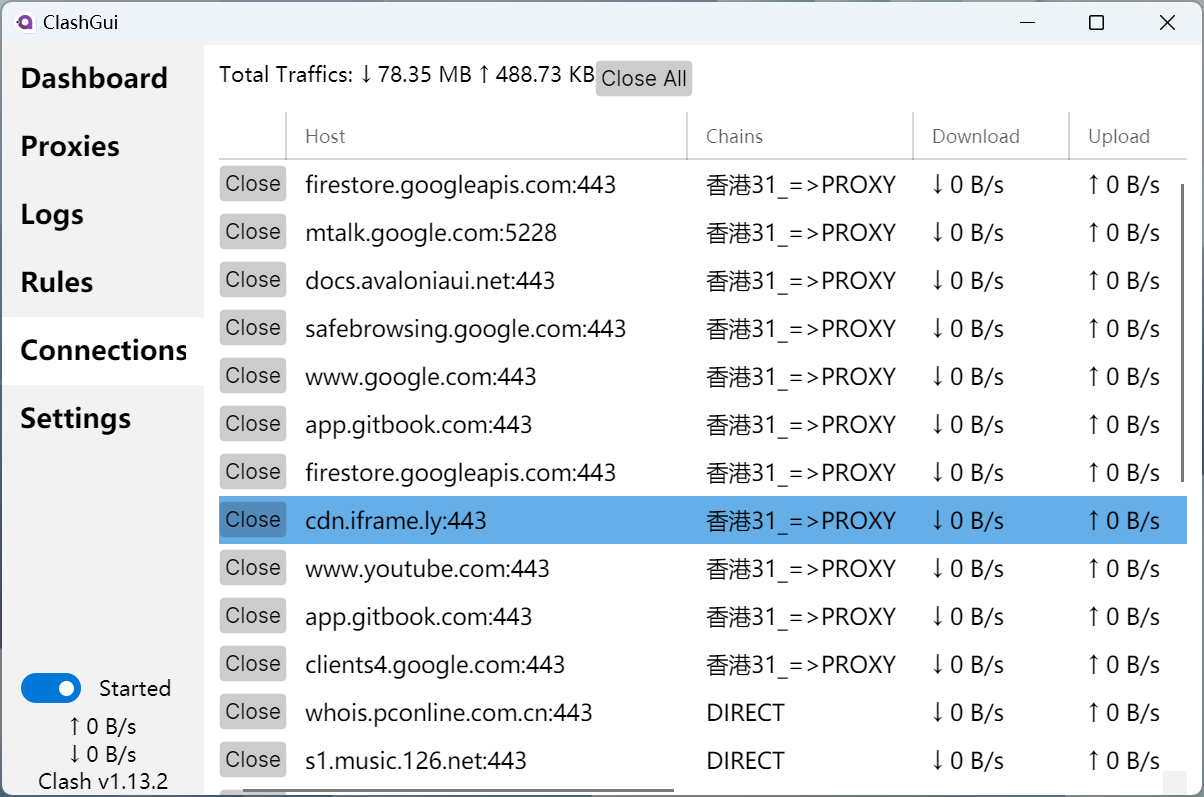 ClashGui
Dashboard
Proxies
Logs
Rules
Connections
Settings
Started
↑ 0 B/s
↓ 0 B/s
Clash v1.13.2
Total Traffics: ↓ 78.35 MB ↑ 488.73 KB Close All
Host Chains Download Upload
Close firestore.googleapis.com:443 香港31_=>PROXY ↓ 0 B/s ↑ 0 B/s
Close mtalk.google.com:5228 香港31_=>PROXY ↓ 0 B/s ↑ 0 B/s
Close docs.avaloniaui.net:443 香港31_=>PROXY ↓ 0 B/s ↑ 0 B/s
Close safebrowsing.google.com:443 香港31_=>PROXY ↓ 0 B/s ↑ 0 B/s
Close www.google.com:443 香港31_=>PROXY ↓ 0 B/s ↑ 0 B/s
Close app.gitbook.com:443 香港31_=>PROXY ↓ 0 B/s ↑ 0 B/s
Close firestore.googleapis.com:443 香港31_=>PROXY ↓ 0 B/s ↑ 0 B/s
Close cdn.iframe.ly:443 香港31_=>PROXY ↓ 0 B/s ↑ 0 B/s
Close www.youtube.com:443 香港31_=>PROXY ↓ 0 B/s ↑ 0 B/s
Close app.gitbook.com:443 香港31_=>PROXY ↓ 0 B/s ↑ 0 B/s
Close clients4.google.com:443 香港31_=>PROXY ↓ 0 B/s ↑ 0 B/s
Close whois.pconline.com.cn:443 DIRECT ↓ 0 B/s ↑ 0 B/s
Close s1.music.126.net:443 DIRECT ↓ 0 B/s ↑ 0 B/s